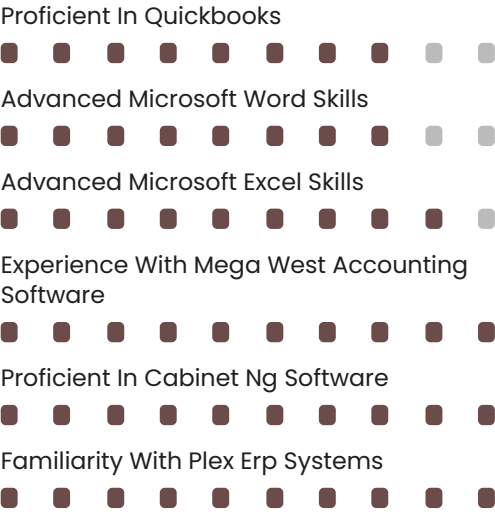 Proficient In Quickbooks
Advanced Microsoft Word Skills
Advanced Microsoft Excel Skills
Experience With Mega West Accounting
Software
Proficient In Cabinet Ng Software
Familiarity With Plex Erp Systems